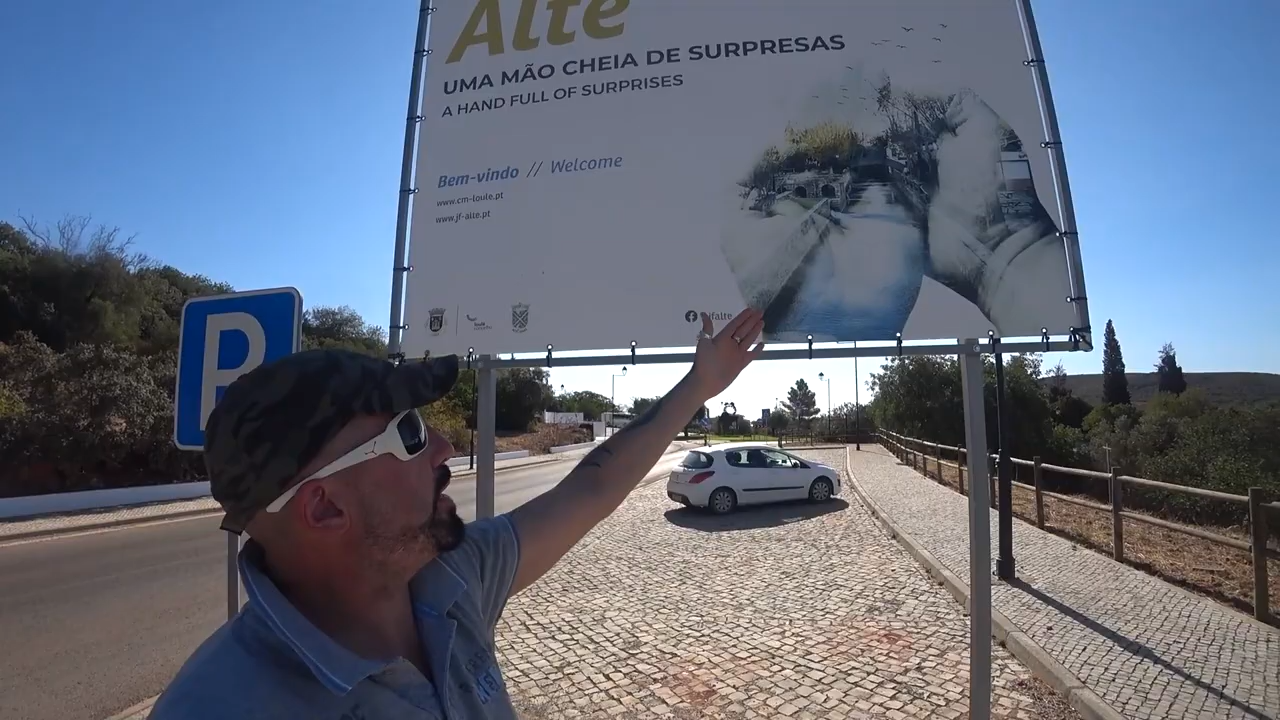 Alte
UMA MÃO CHEIA DE SURPRESAS
A HAND FULL OF SURPRISES
Bem-vindo // Welcome
www.cm-loule.pt
www.jf-alte.pt
P